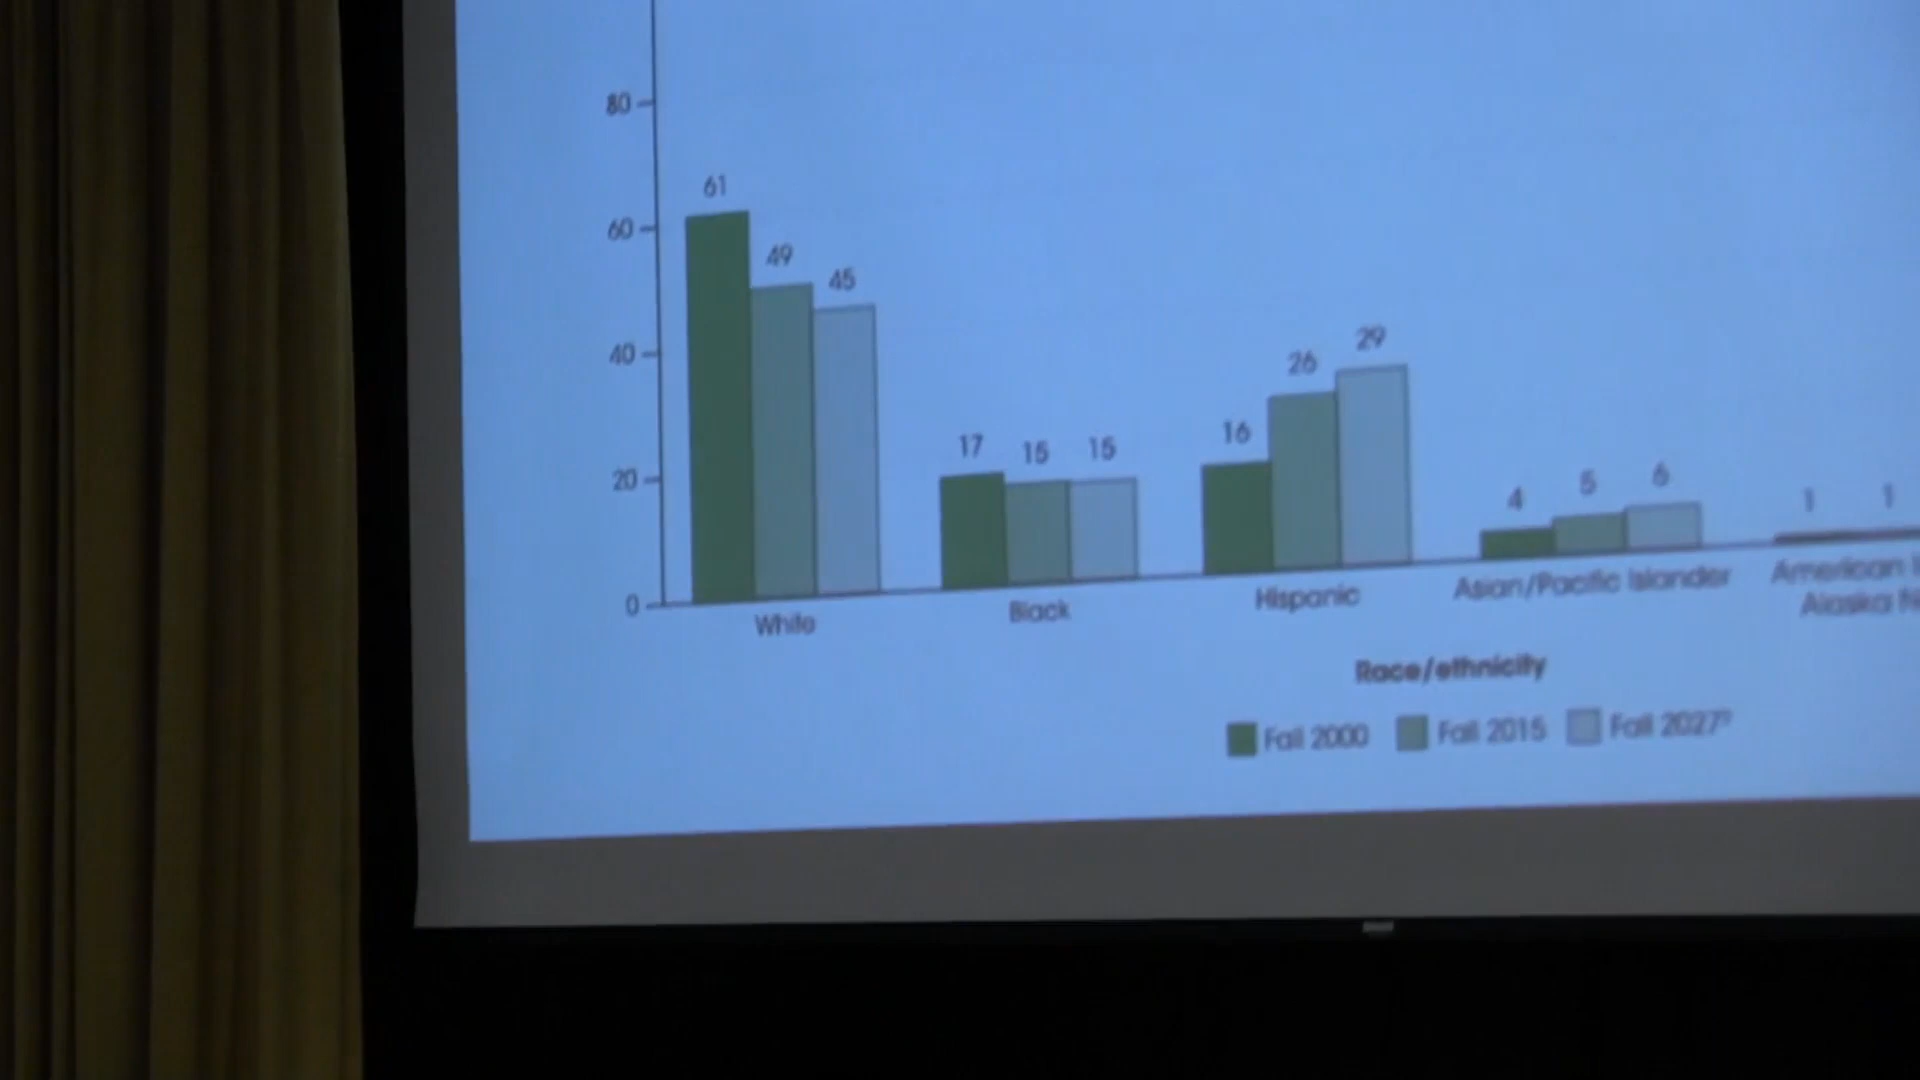 80
61
60
49
45
40
29
26
16
17
15
15
20
6
5
4
1
1
0
White
Black
Hispanic
Asian/Pacific Islander
American
Alaska
Race/ethnicity
Fall 2000
Fall 2015
Fall 2027